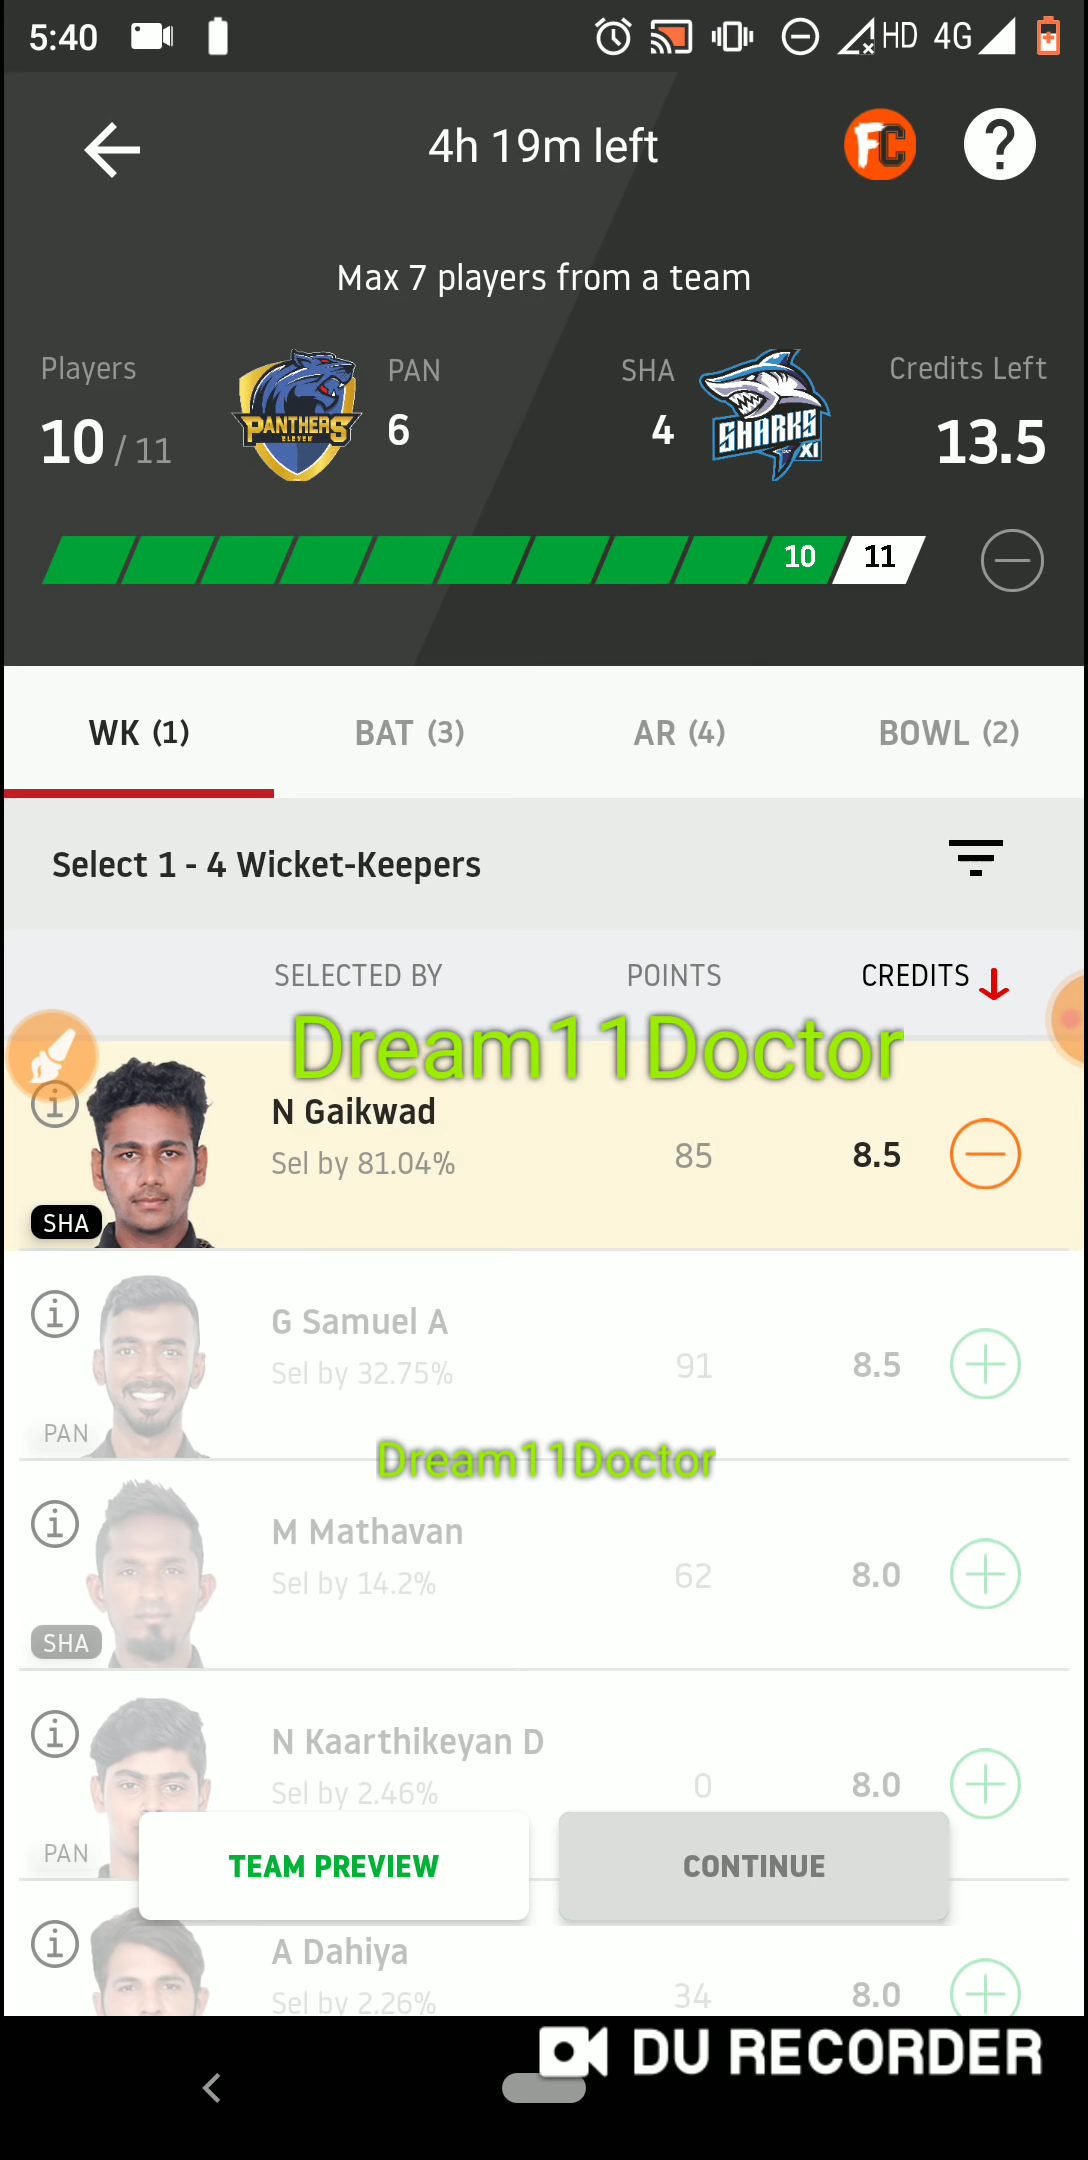 5:40 HD 4G
4h 19m left FC ?
Max 7 players from a team
Players PAN SHA Credits Left
10 / 11 6 4 13.5
PANTHERS
ELEVEN
SHARKS
XI
10 11
WK (1) BAT (3) AR (4) BOWL (2)
Select 1 - 4 Wicket-Keepers
SELECTED BY POINTS CREDITS
Dream11Doctor
N Gaikwad
Sel by 81.04% 85 8.5
SHA
G Samuel A
Sel by 32.75% 91 8.5
PAN
Dream11Doctor
M Mathavan
Sel by 14.2% 62 8.0
SHA
N Kaarthikeyan D
Sel by 2.46% 0 8.0
PAN
TEAM PREVIEW CONTINUE
A Dahiya
Sel by 2.26% 34 8.0
DU RECORDER